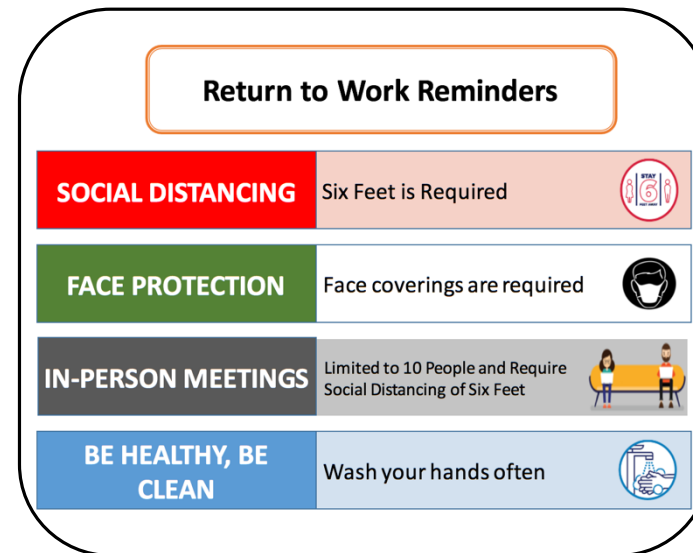 Return to Work Reminders
SOCIAL DISTANCING
Six Feet is Required
STAY
6
FEET AWAY
FACE PROTECTION
Face coverings are required
IN-PERSON MEETINGS
Limited to 10 People and Require
Social Distancing of Six Feet
BE HEALTHY, BE
CLEAN
Wash your hands often